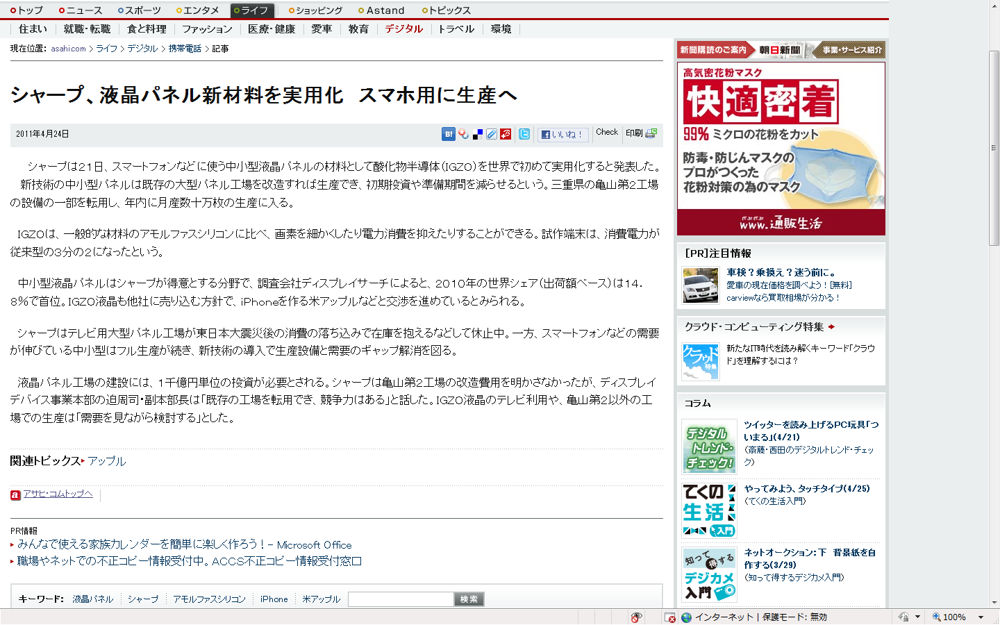 トップ ニュース スポーツ エンタメ ライフ ショッピング Astand トピックス
住まい 就職・転職 食と料理 ファッション 医療・健康 愛車 教育 デジタル トラベル 環境
現在位置： asahi.com > ライフ > デジタル > 携帯電話 > 記事
シャープ、液晶パネル新材料を実用化　スマホ用に生産へ
2011年4月24日
B! いいね！ Check 印刷
シャープは21日、スマートフォンなどに使う中小型液晶パネルの材料として酸化物半導体（IGZO）を世界で初めて実用化すると発表した。
新技術の中小型パネルは既存の大型パネル工場を改造すれば生産でき、初期投資や準備期間を減らせるという。三重県の亀山第2工場
の設備の一部を転用し、年内に月産数十万枚の生産に入る。
IGZOは、一般的な材料のアモルファスシリコンに比べ、画素を細かくしたり電力消費を抑えたりすることができる。試作端末は、消費電力が
従来型の3分の2になったという。
中小型液晶パネルはシャープが得意とする分野で、調査会社ディスプレイサーチによると、2010年の世界シェア（出荷額ベース）は14．
8％で首位。IGZO液晶も他社に売り込む方針で、iPhoneを作る米アップルなどと交渉を進めているとみられる。
シャープはテレビ用大型パネル工場が東日本大震災後の消費の落ち込みで在庫を抱えるなどして休止中。一方、スマートフォンなどの需要
が伸びている中小型はフル生産が続き、新技術の導入で生産設備と需要のギャップ解消を図る。
液晶パネル工場の建設には、1千億円単位の投資が必要とされる。シャープは亀山第2工場の改造費用を明かさなかったが、ディスプレイ
デバイス事業本部の迫周司・副本部長は「既存の工場を転用でき、競争力はある」と話した。IGZO液晶のテレビ利用や、亀山第2以外の工
場での生産は「需要を見ながら検討する」とした。
関連トピックス アップル
a アサヒ・コムトップへ
PR情報
みんなで使える家族カレンダーを簡単に楽しく作ろう！- Microsoft Office
職場やネットでの不正コピー情報受付中。ACCS不正コピー情報受付窓口
キーワード： 液晶パネル シャープ アモルファスシリコン iPhone 米アップル 検索
新聞購読のご案内 朝日新聞 事業・サービス紹介
高気密花粉マスク
快適密着
99% ミクロの花粉をカット
防毒・防じんマスクの
プロがつくった
花粉対策の為のマスク
www.通販生活
[PR]注目情報
車検？乗換え？迷う前に。
愛車の現在価格を調べよう！[無料]
carviewなら買取相場が分かる！
クラウド・コンピューティング特集
クラウド
特集
新たなIT時代を読み解くキーワード「クラウ
ド」を理解するには？
コラム
デジタル
トレンド・
チェック!
ツイッターを読み上げるPC玩具「つ
いまる」(4/21)
（斎藤・西田のデジタルトレンド・チェッ
ク）
てくの
生活
入門
やってみよう、タッチタイプ(4/25)
（てくの生活入門）
知って得する
デジカメ
入門
ネットオークション：下　背景紙を自
作する(3/29)
（知って得するデジカメ入門）
インターネット | 保護モード: 無効
100%